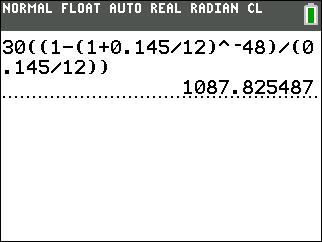 NORMAL FLOAT AUTO REAL RADIAN CL
30((1-(1+0.145/12)^-48)/(0
.145/12))
1087.825487